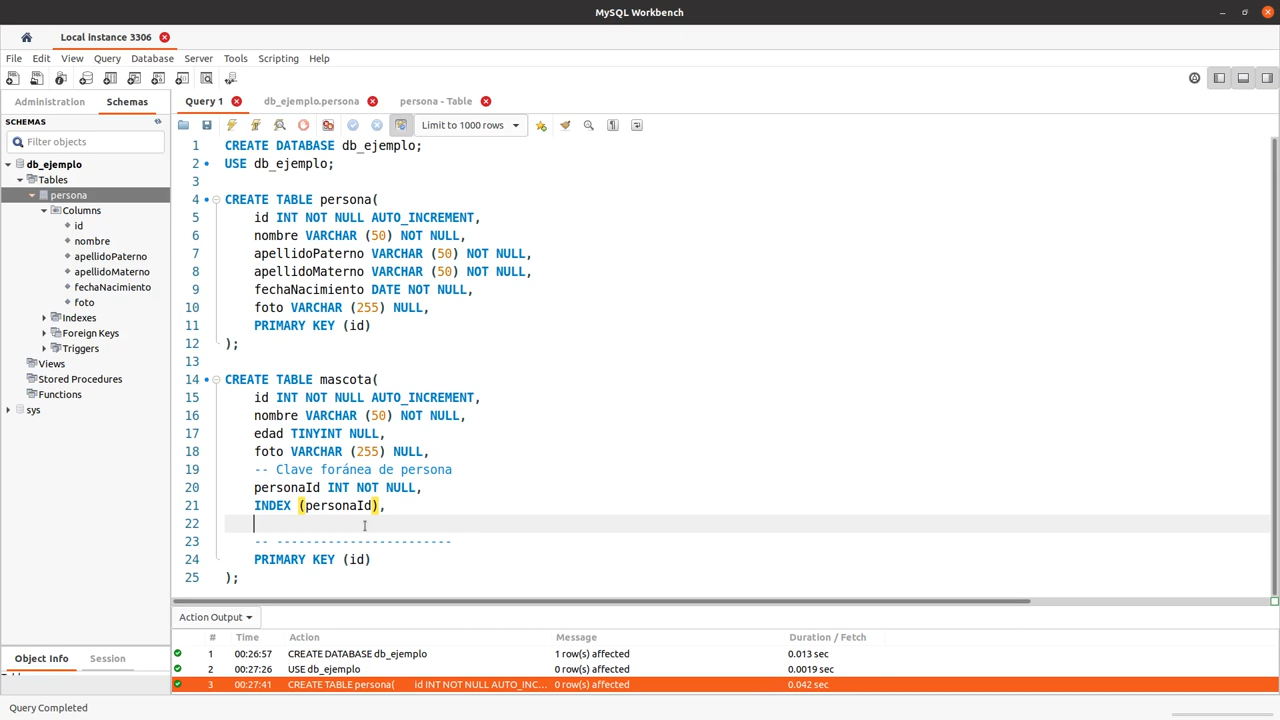 MySQL Workbench
Local instance 3306
File Edit View Query Database Server Tools Scripting Help
Administration Schemas
Query 1 db_ejemplo.persona persona - Table
SCHEMAS
Filter objects
db_ejemplo
Tables
persona
Columns
id
nombre
apellidoPaterno
apellidoMaterno
fechaNacimiento
foto
Indexes
Foreign Keys
Triggers
Views
Stored Procedures
Functions
sys
Object Info Session
Limit to 1000 rows
1 CREATE DATABASE db_ejemplo;
2 USE db_ejemplo;
3
4 CREATE TABLE persona(
5 id INT NOT NULL AUTO_INCREMENT,
6 nombre VARCHAR (50) NOT NULL,
7 apellidoPaterno VARCHAR (50) NOT NULL,
8 apellidoMaterno VARCHAR (50) NOT NULL,
9 fechaNacimiento DATE NOT NULL,
10 foto VARCHAR (255) NULL,
11 PRIMARY KEY (id)
12 );
13
14 CREATE TABLE mascota(
15 id INT NOT NULL AUTO_INCREMENT,
16 nombre VARCHAR (50) NOT NULL,
17 edad TINYINT NULL,
18 foto VARCHAR (255) NULL,
19 -- Clave foránea de persona
20 personaId INT NOT NULL,
21 INDEX (personaId),
22
23 -- ------------------------
24 PRIMARY KEY (id)
25 );
Action Output
# Time Action Message Duration / Fetch
1 00:26:57 CREATE DATABASE db_ejemplo 1 row(s) affected 0.013 sec
2 00:27:26 USE db_ejemplo 0 row(s) affected 0.0019 sec
3 00:27:41 CREATE TABLE persona( id INT NOT NULL AUTO_INC... 0 row(s) affected 0.042 sec
Query Completed